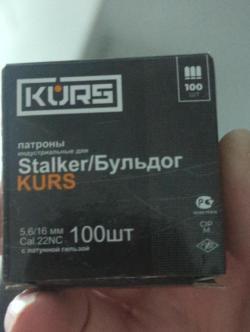 KURS
100
ШТ
патроны
индустриальные для
Stalker/Бульдог
KURS
5.6/16 мм
Cal.22NC 100шт
с латунной гильзой